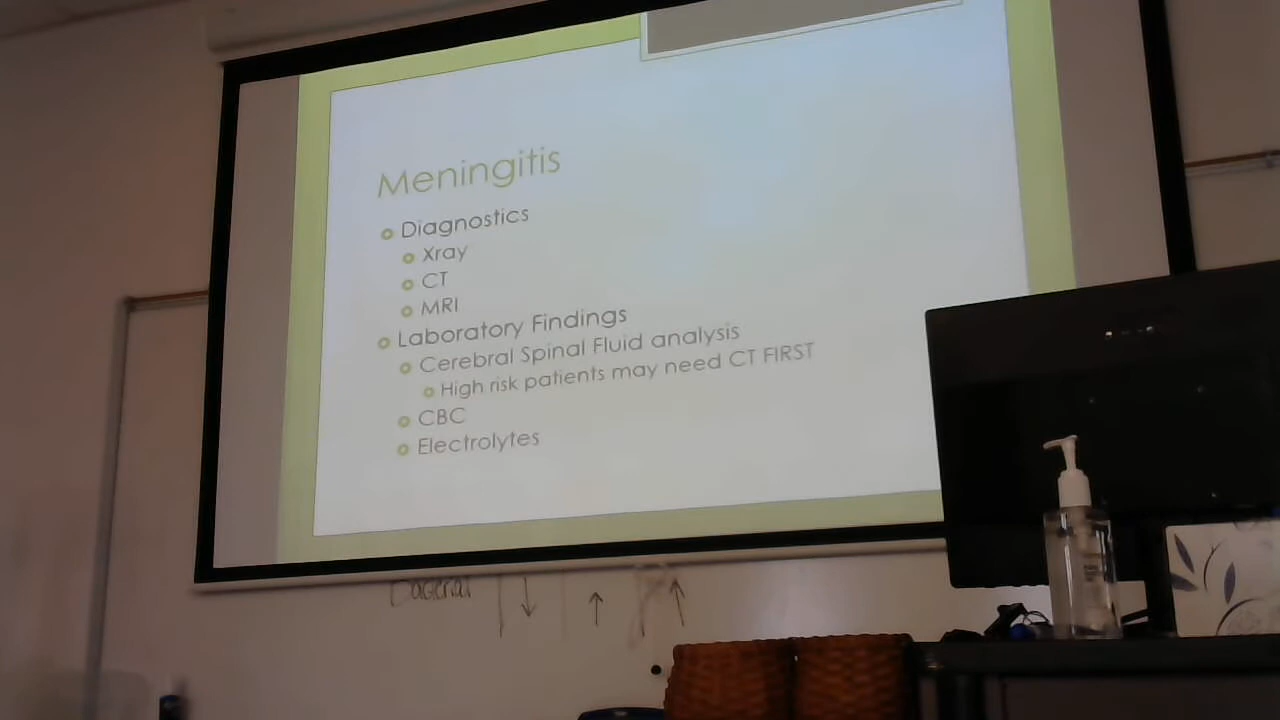 Meningitis
Diagnostics
Xray
CT
MRI
Laboratory Findings
Cerebral Spinal Fluid analysis
High risk patients may need CT FIRST
CBC
Electrolytes
Bacterial ↓ ↑ ↑